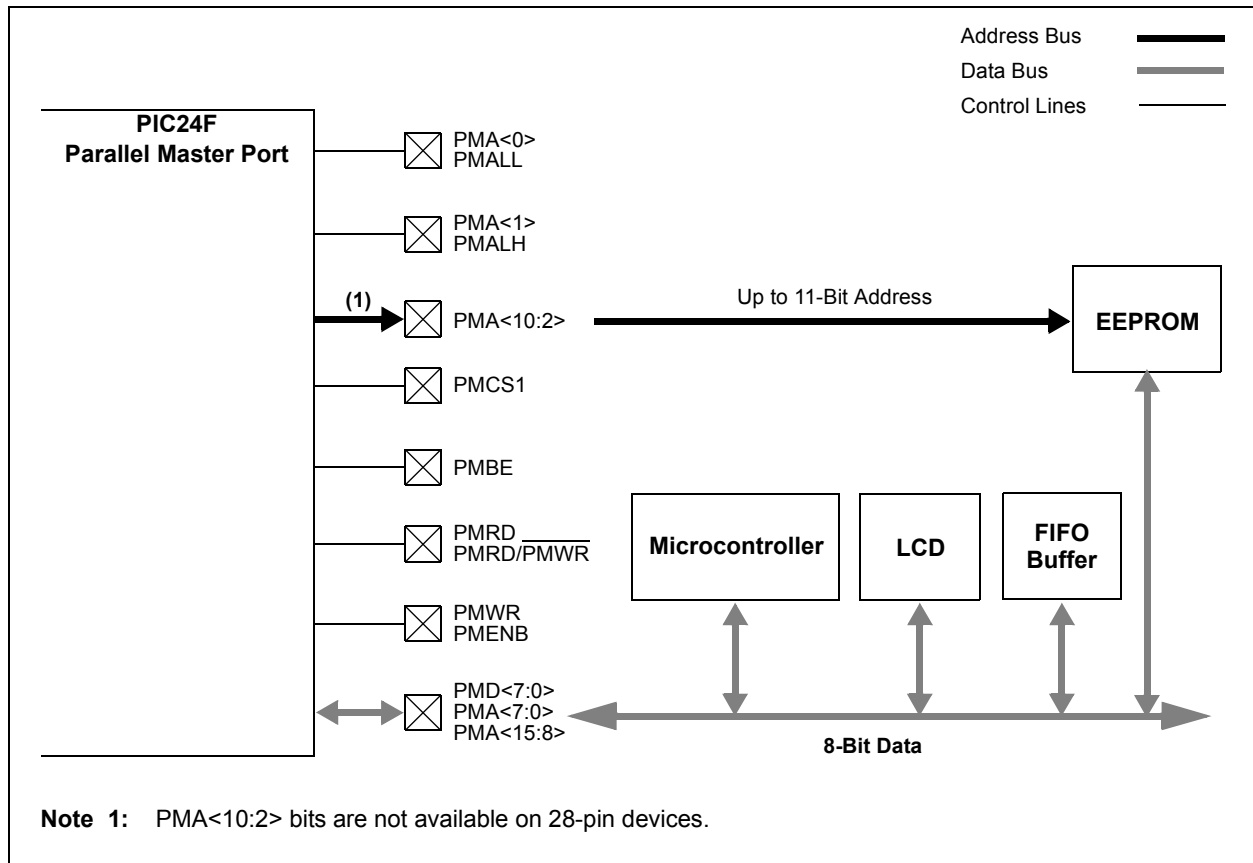 Address Bus
Data Bus
Control Lines
PIC24F
Parallel Master Port
PMA<0>
PMALL
PMA<1>
PMALH
(1)
PMA<10:2>
Up to 11-Bit Address
EEPROM
PMCS1
PMBE
PMRD
PMRD/PMWR
Microcontroller
LCD
FIFO
Buffer
PMWR
PMENB
PMD<7:0>
PMA<7:0>
PMA<15:8>
8-Bit Data
Note 1: PMA<10:2> bits are not available on 28-pin devices.